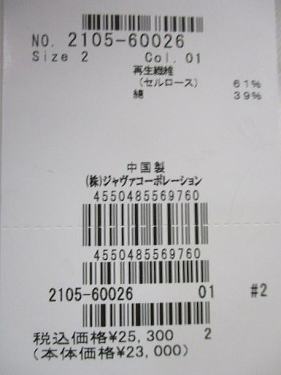 NO. 2105-60026
Size 2 Col. 01
再生繊維
(セルロース) 61%
綿 39%
中国製
(株)ジャヴァコーポレーション
4550485569760
4550485569760
2105-60026 01 #2
税込価格¥25,300 2
(本体価格¥23,000)